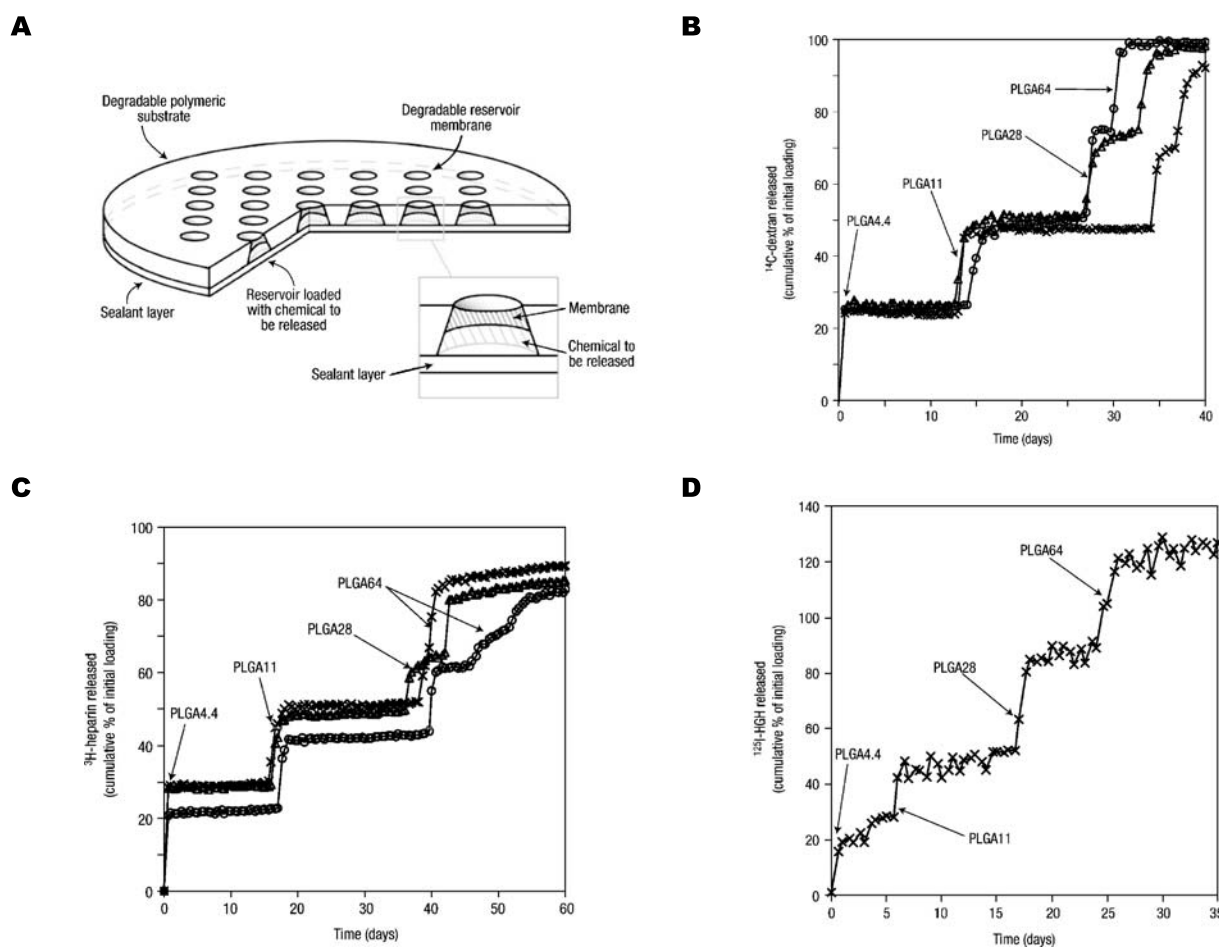 A
Degradable polymeric
substrate
Degradable reservoir
membrane
Sealant layer
Reservoir loaded
with chemical to
be released
Membrane
Chemical to
be released
Sealant layer
B
100
80
60
40
20
0
0
10
20
30
40
PLGA64
PLGA28
PLGA11
PLGA4.4
¹⁴C-dextran released
(cumulative % of initial loading)
Time (days)
C
100
80
60
40
20
0
0
10
20
30
40
50
60
PLGA64
PLGA28
PLGA11
PLGA4.4
³H-heparin released
(cumulative % of initial loading)
Time (days)
D
140
120
100
80
60
40
20
0
0
5
10
15
20
25
30
35
PLGA64
PLGA28
PLGA4.4
PLGA11
¹²⁵I-HGH released
(cumulative % of initial loading)
Time (days)